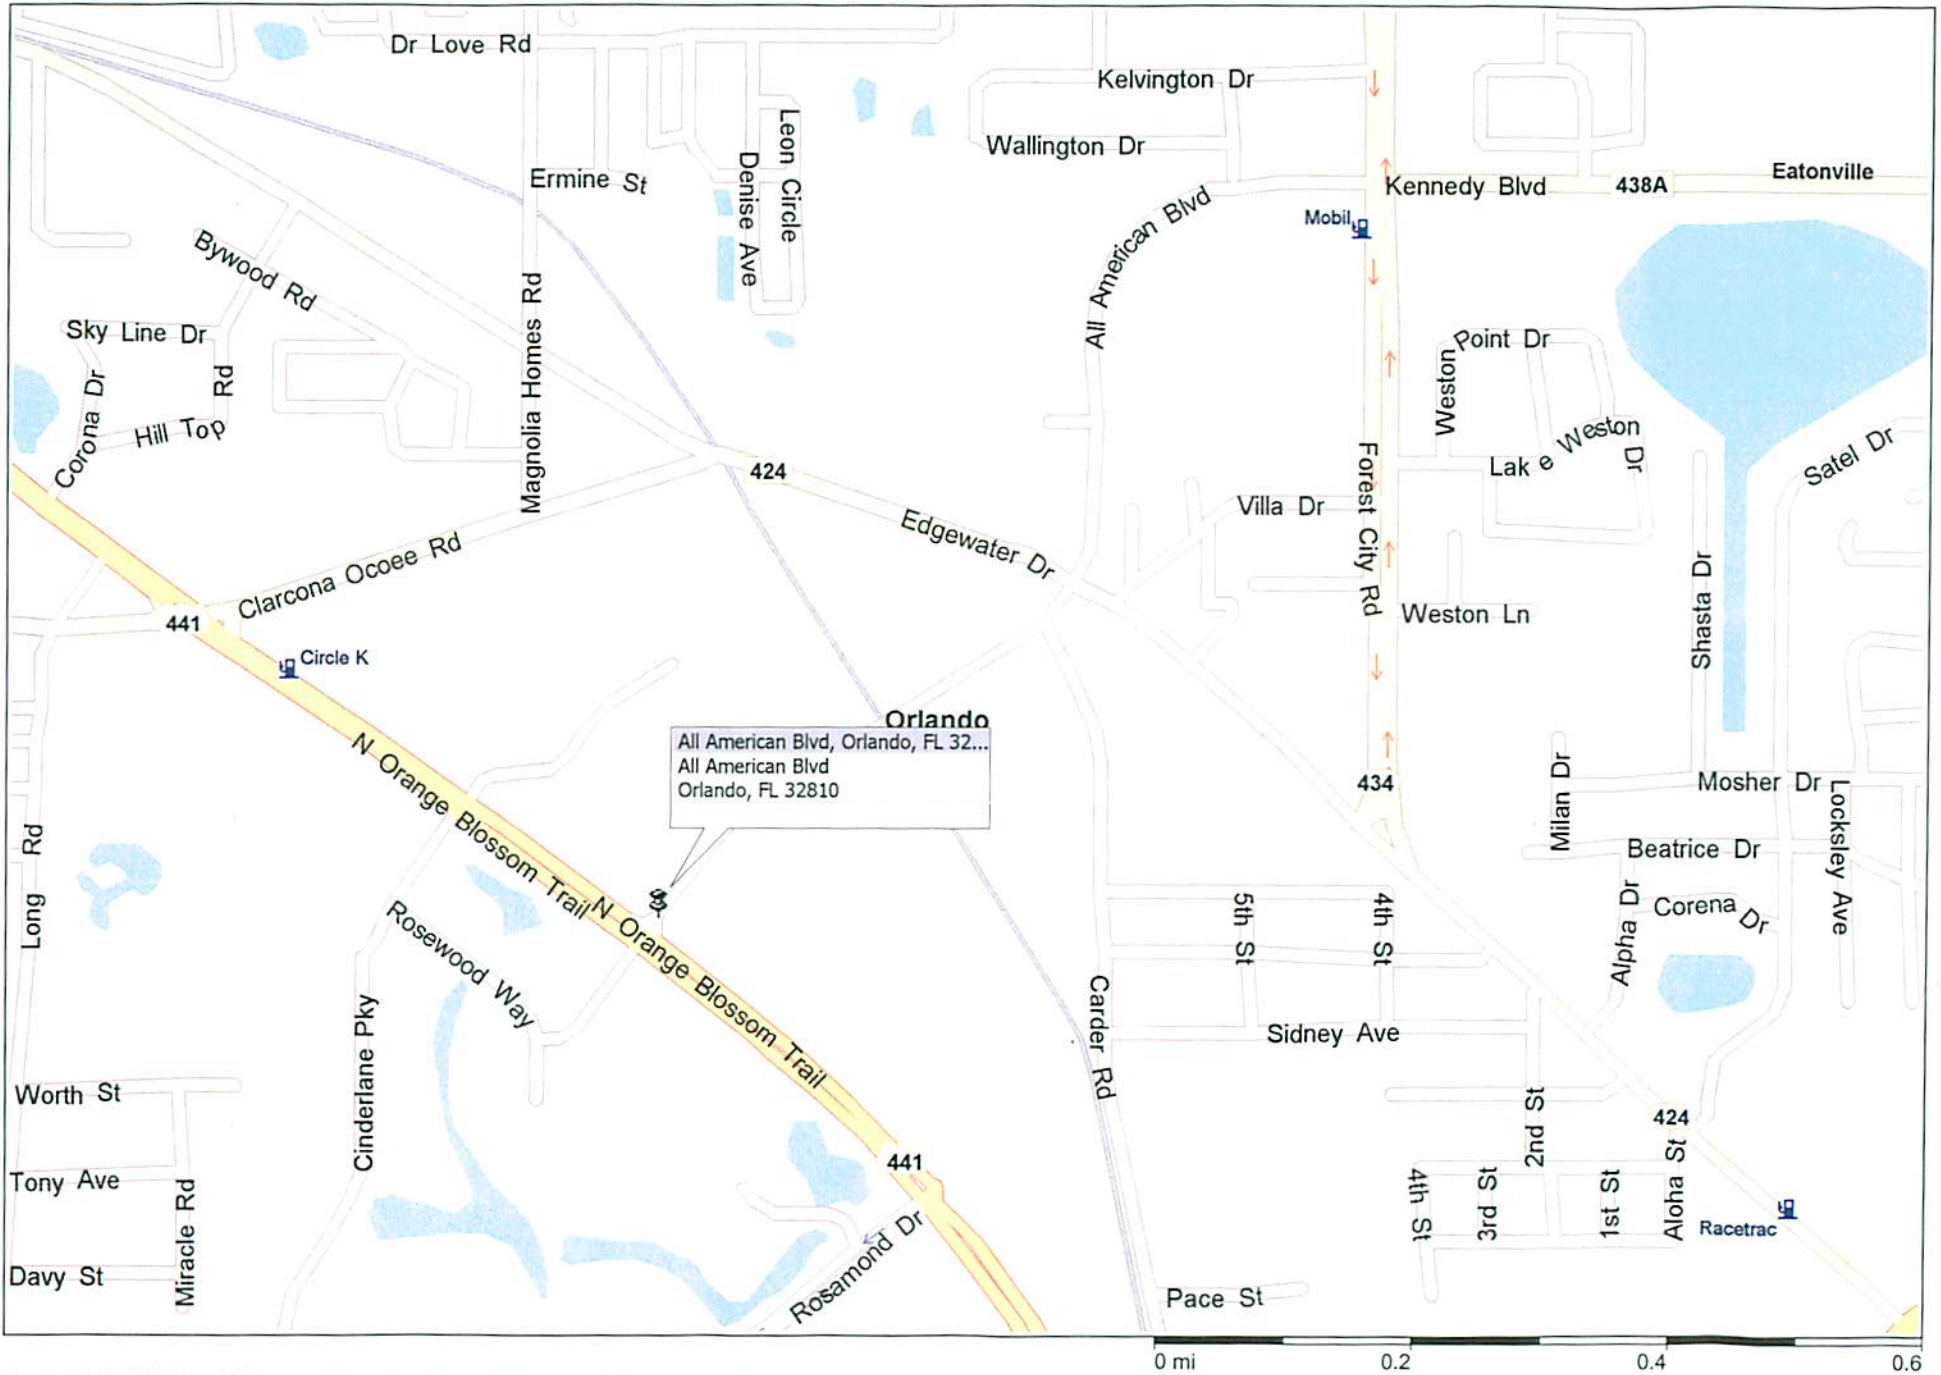 Dr Love Rd
Kelvington Dr
Wallington Dr
Leon Circle
Denise Ave
Ermine St
Kennedy Blvd
438A
Eatonville
All American Blvd
Mobil
Bywood Rd
Magnolia Homes Rd
Sky Line Dr
Corona Dr
Hill Top
Rd
Point Dr
Weston
Lake Weston
Dr
Satel Dr
424
Villa Dr
Forest City Rd
Edgewater Dr
Clarcona Ocoee Rd
441
Shasta Dr
Weston Ln
Circle K
Orlando
All American Blvd, Orlando, FL 32...
All American Blvd
Orlando, FL 32810
N Orange Blossom Trail
N Orange Blossom Trail
434
Milan Dr
Mosher Dr
Locksley Ave
Beatrice Dr
Alpha Dr
Corena Dr
Long Rd
Rosewood Way
5th St
4th St
Carder Rd
Sidney Ave
Cinderlane Pky
Worth St
2nd St
424
Tony Ave
Miracle Rd
441
4th St
3rd St
1st St
Aloha St
Racetrac
Davy St
Rosamond Dr
Pace St
0 mi
0.2
0.4
0.6